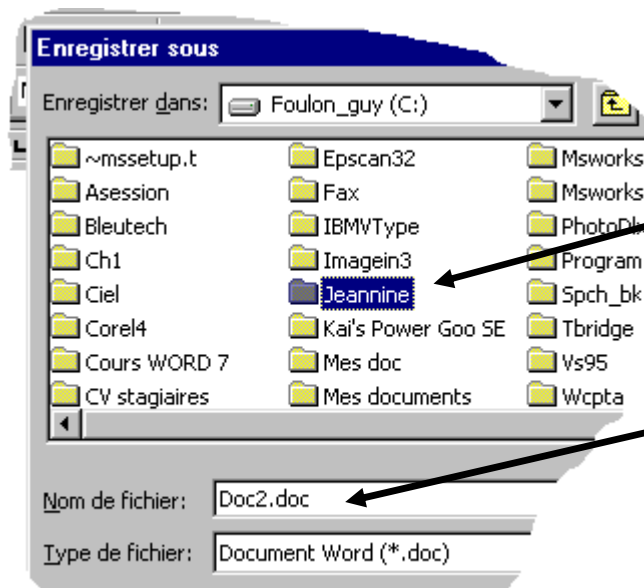 Enregistrer sous
Enregistrer dans: Foulon_guy (C:)
~mssetup.t Epscan32 Msworks
Asession Fax Msworks
Bleutech IBMVType
Ch1 Imagein3 Program
Ciel Jeannine Spch_bk
Corel4 Kai's Power Goo SE Tbridge
Cours WORD 7 Mes doc Vs95
CV stagiaires Mes documents Wcpta
Nom de fichier: Doc2.doc
Type de fichier: Document Word (*.doc)